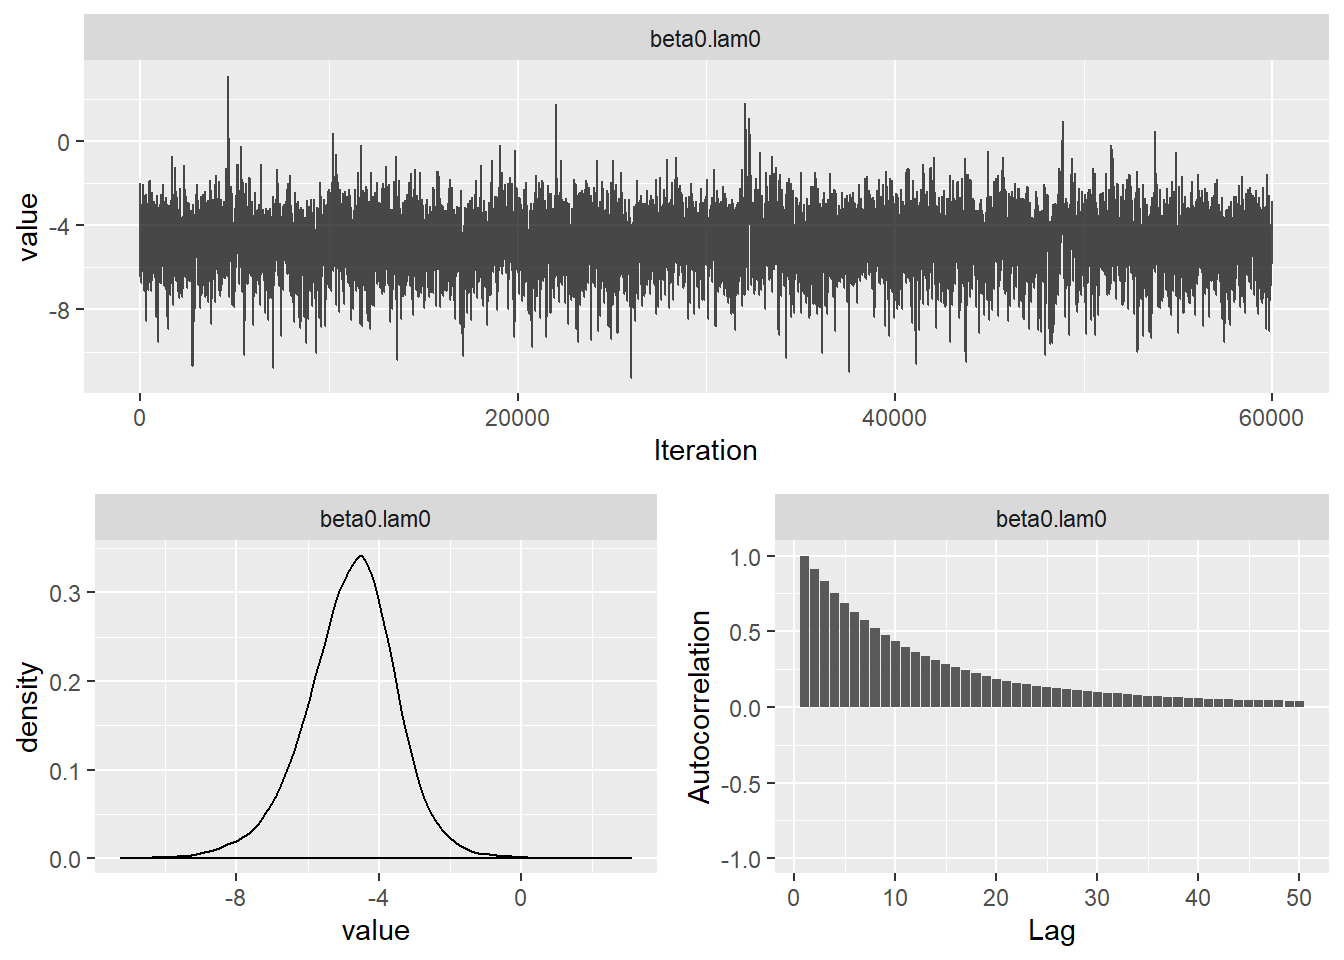 beta0.lam0
value
0
-4
-8
0 20000 40000 60000
Iteration
beta0.lam0
density
0.3
0.2
0.1
0.0
-8 -4 0
value
beta0.lam0
Autocorrelation
1.0
0.5
0.0
-0.5
-1.0
0 10 20 30 40 50
Lag